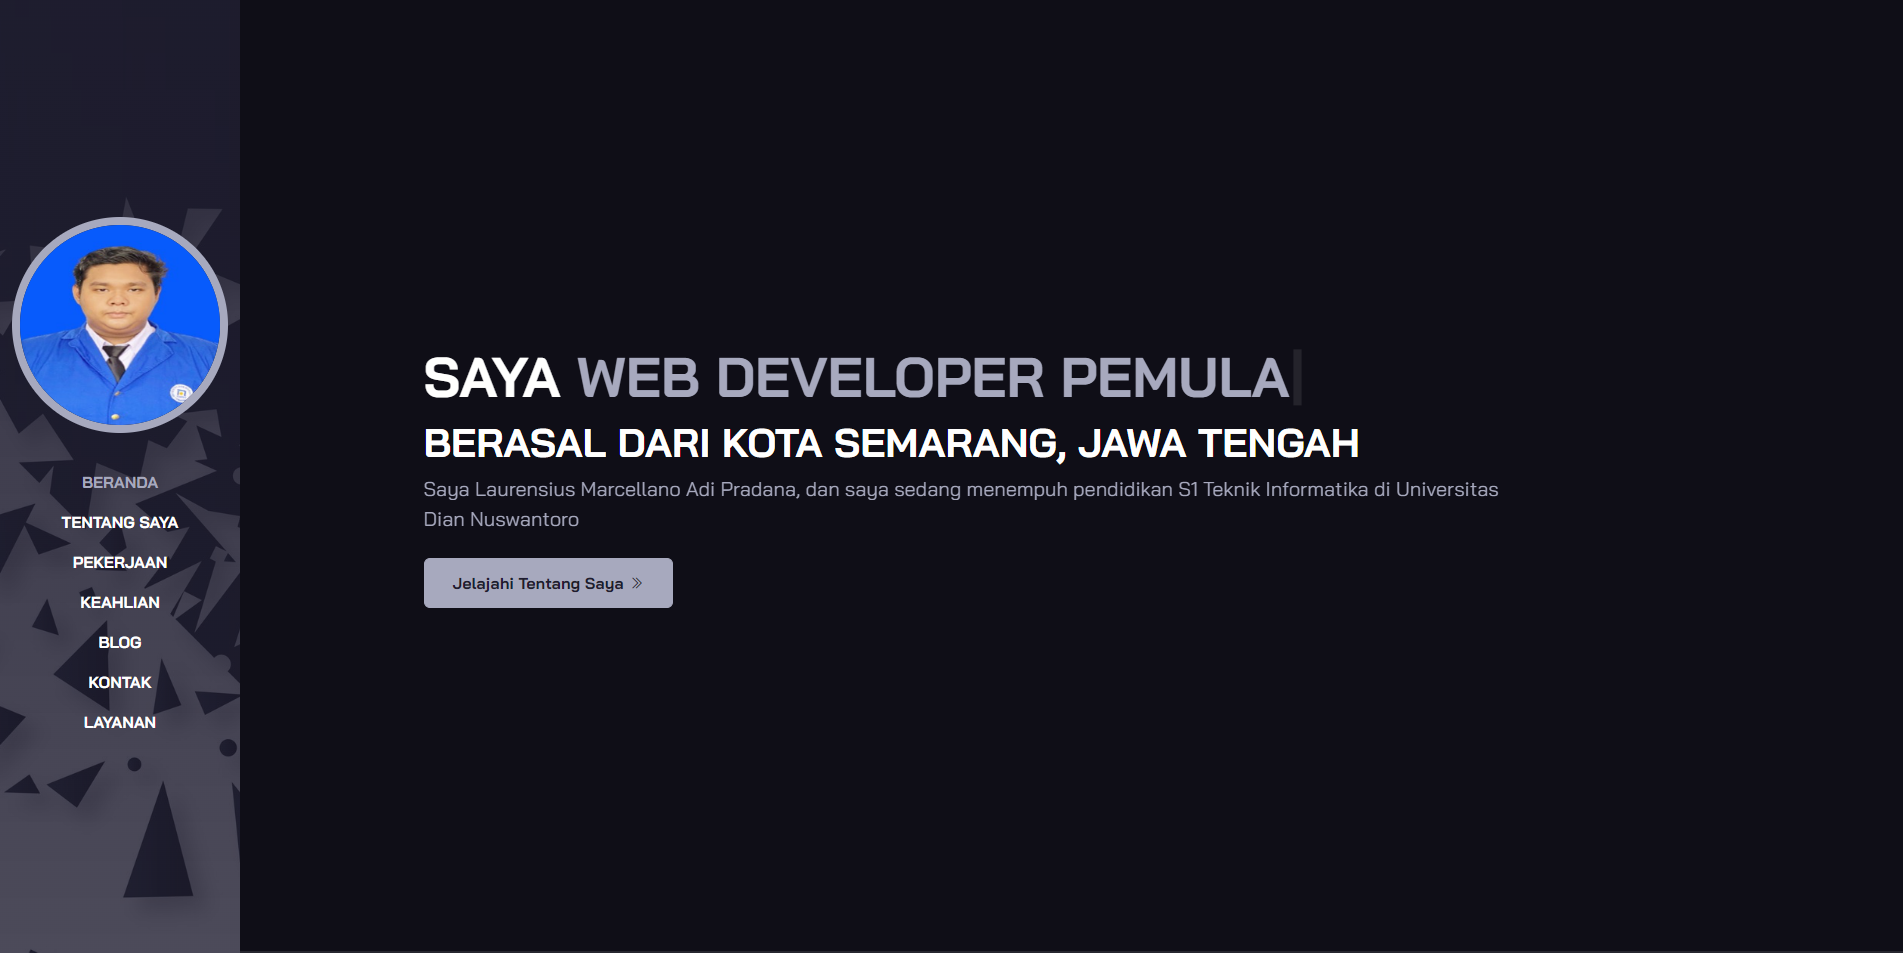 BERANDA
TENTANG SAYA
PEKERJAAN
KEAHLIAN
BLOG
KONTAK
LAYANAN
SAYA WEB DEVELOPER PEMULA
BERASAL DARI KOTA SEMARANG, JAWA TENGAH
Saya Laurensius Marcellano Adi Pradana, dan saya sedang menempuh pendidikan S1 Teknik Informatika di Universitas
Dian Nuswantoro
Jelajahi Tentang Saya